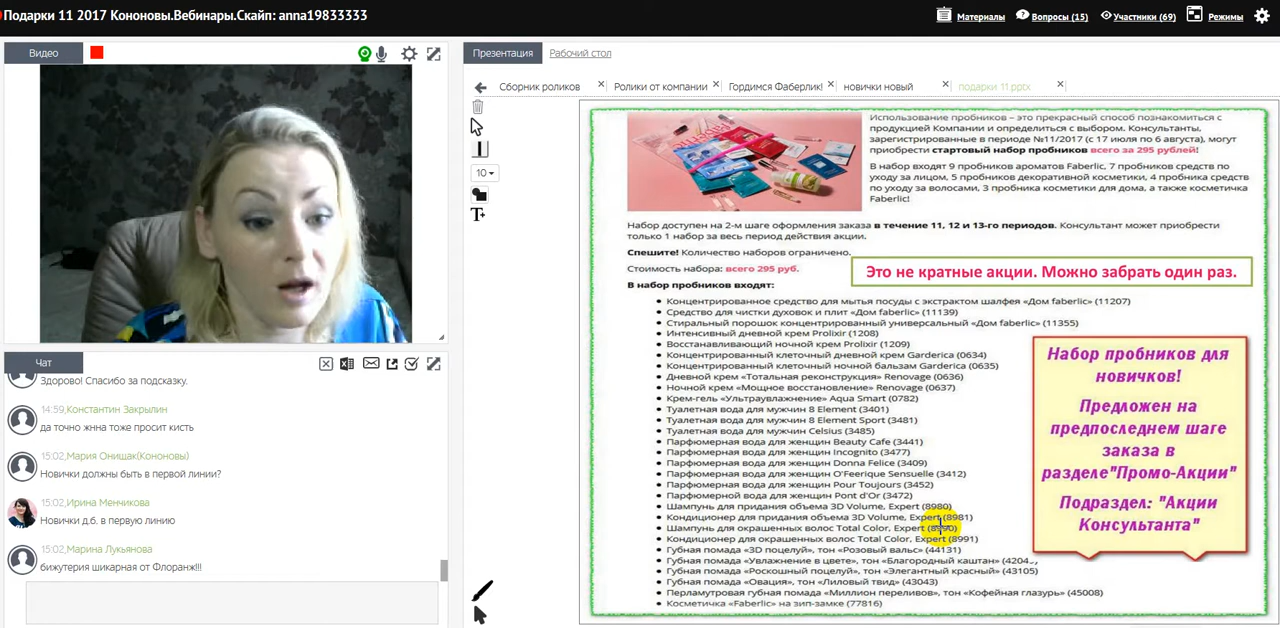 Подарки 11 2017 Кононовы.Вебинары.Скайп: anna19833333
Материалы
Вопросы (15)
Участники (69)
Режимы
Видео
Презентация
Рабочий стол
Сборник роликов
Ролики от компании
Гордимся Фаберлик!
новички новый
подарки 11 pptx
10
Чат
Здорово! Спасибо за подсказку.
14:59,Константин Закрылин
да точно жнна тоже просит кисть
15:02,Мария Онищак(Кононовы)
Новички должны быть в первой линии?
15:02,Ирина Менчикова
Новички д.б. в первую линию
15:02,Марина Лукьянова
бижутерия шикарная от Флоранж!!!
Использование пробников – это прекрасный способ познакомиться с
продукцией Компании и определиться с выбором. Консультанты,
зарегистрированные в периоде №11/2017 (с 17 июля по 6 августа), могут
приобрести стартовый набор пробников всего за 295 рублей!
В набор входят 9 пробников ароматов Faberlic, 7 пробников средств по
уходу за лицом, 5 пробников декоративной косметики, 4 пробника средств
по уходу за волосами, 3 пробника косметики для дома, а также косметичка
Faberlic!
Набор доступен на 2-м шаге оформления заказа в течение 11, 12 и 13-го периодов. Консультант может приобрести
только 1 набор за весь период действия акции.
Спешите! Количество наборов ограничено.
Стоимость набора: всего 295 руб.
Это не кратные акции. Можно забрать один раз.
В набор пробников входят:
Концентрированное средство для мытья посуды с экстрактом шалфея «Дом faberlic» (11207)
Средство для чистки духовок и плит «Дом faberlic» (11139)
Стиральный порошок концентрированный универсальный «Дом faberlic» (11355)
Интенсивный дневной крем Prolixir (1208)
Восстанавливающий ночной крем Prolixir (1209)
Концентрированный клеточный дневной крем Garderica (0634)
Концентрированный клеточный ночной бальзам Garderica (0635)
Дневной крем «Тотальная реконструкция» Renovage (0636)
Ночной крем «Мощное восстановление» Renovage (0637)
Крем-гель «Ультраувлажнение» Aqua Smart (0782)
Туалетная вода для мужчин 8 Element (3401)
Туалетная вода для мужчин 8 Element Sport (3481)
Туалетная вода для мужчин Celsius (3485)
Парфюмерная вода для женщин Beauty Cafe (3441)
Парфюмерная вода для женщин Incognito (3477)
Парфюмерная вода для женщин Donna Felice (3409)
Парфюмерная вода для женщин O'Feerique Sensuelle (3412)
Парфюмерная вода для женщин Pour Toujours (3452)
Парфюмерной вода для женщин Pont d'Or (3472)
Шампунь для придания объема 3D Volume, Expert (8980)
Кондиционер для придания объема 3D Volume, Expert (8981)
Шампунь для окрашенных волос Total Color, Expert (8990)
Кондиционер для окрашенных волос Total Color, Expert (8991)
Губная помада «3D поцелуй», тон «Розовый вальс» (44131)
Губная помада «Увлажнение в цвете», тон «Благородный каштан»
Губная помада «Роскошный поцелуй», тон «Элегантный красный» (43105)
Губная помада «Овация», тон «Лиловый твид» (43043)
Перламутровая губная помада «Миллион переливов», тон «Кофейная глазурь» (45008)
Косметичка «Faberlic» на зип-замке (77816)
Набор пробников для
новичков!
Предложен на
предпоследнем шаге
заказа в
разделе"Промо-Акции"
Подраздел: "Акции
Консультанта"